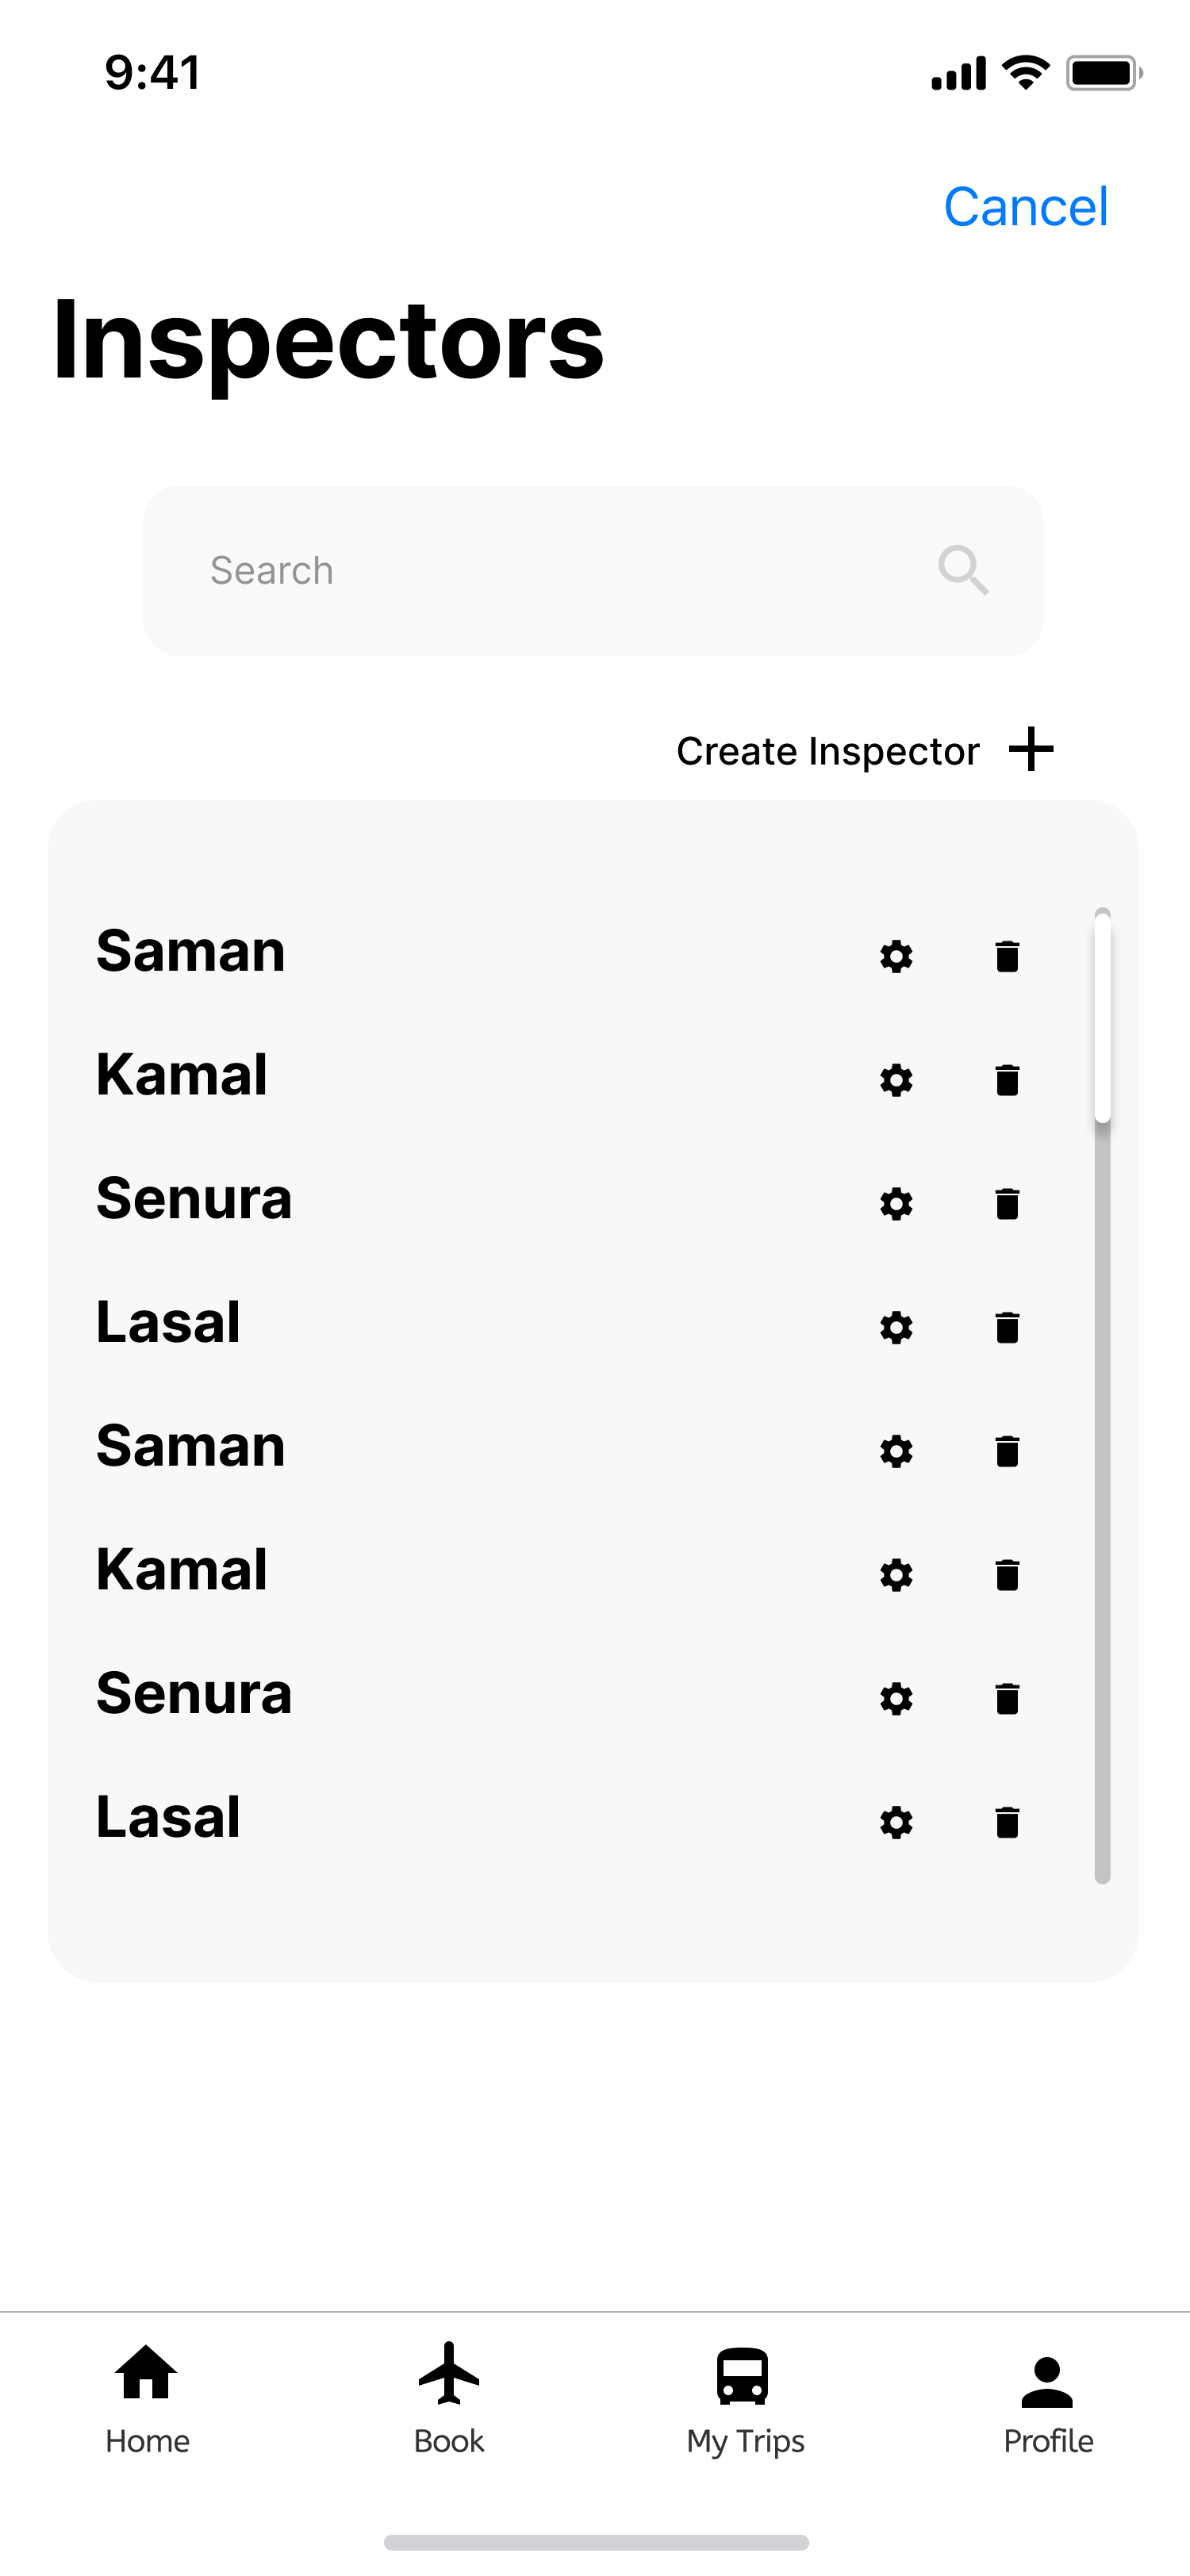 9:41
Cancel
Inspectors
Search
Create Inspector
Saman
Kamal
Senura
Lasal
Saman
Kamal
Senura
Lasal
Home Book My Trips Profile